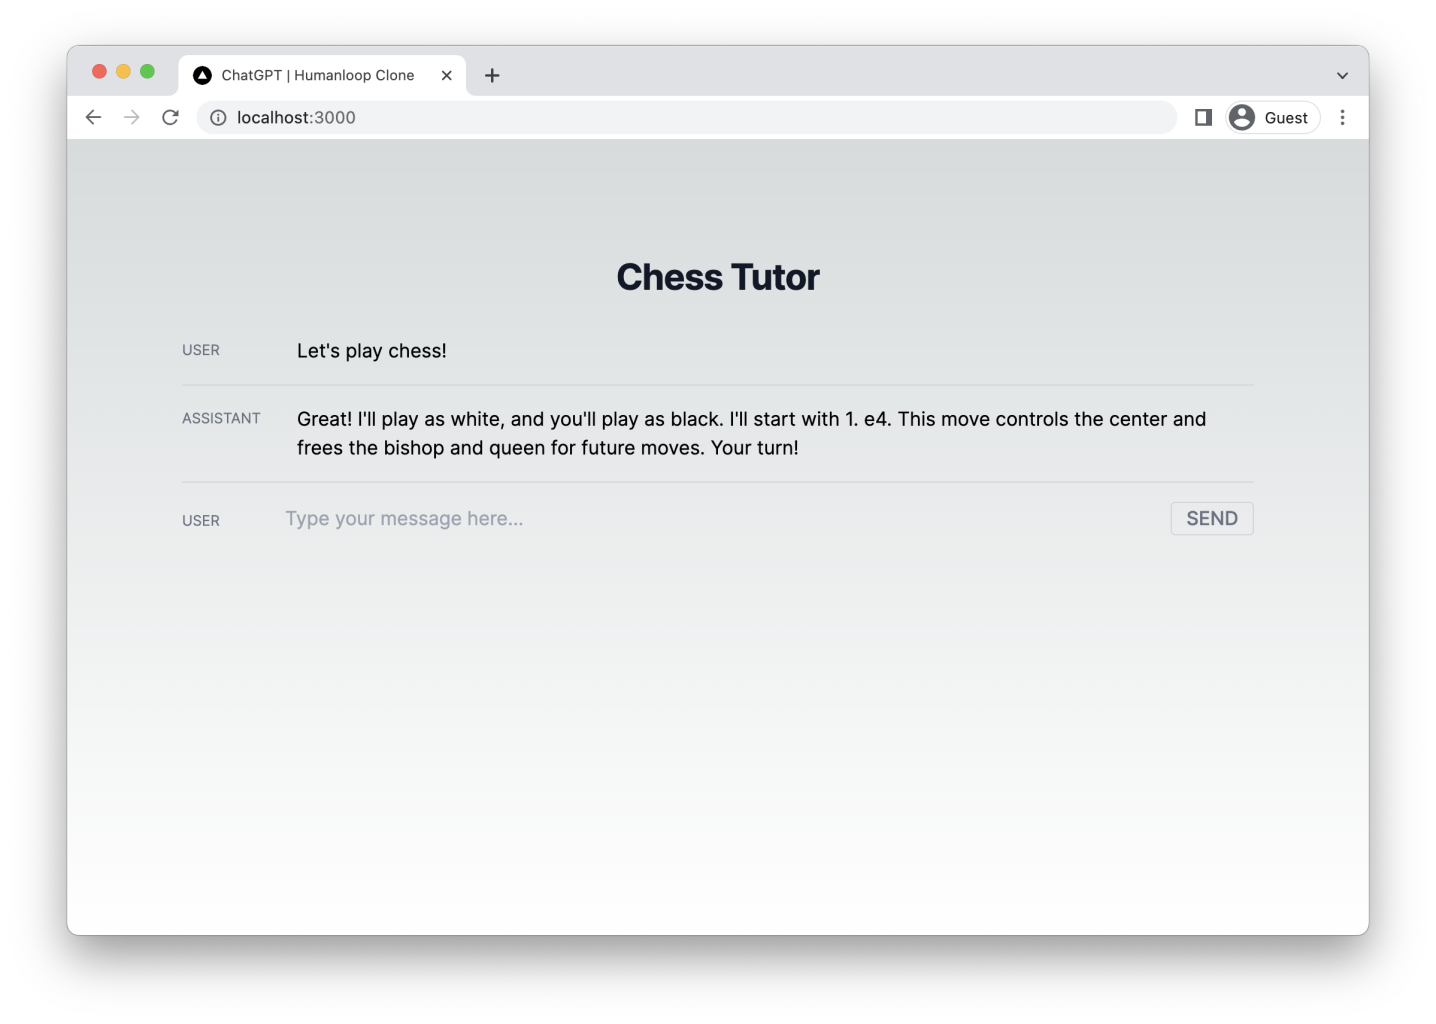 ChatGPT | Humanloop Clone
localhost:3000
Guest
Chess Tutor
USER Let's play chess!
ASSISTANT Great! I'll play as white, and you'll play as black. I'll start with 1. e4. This move controls the center and
frees the bishop and queen for future moves. Your turn!
USER Type your message here... SEND